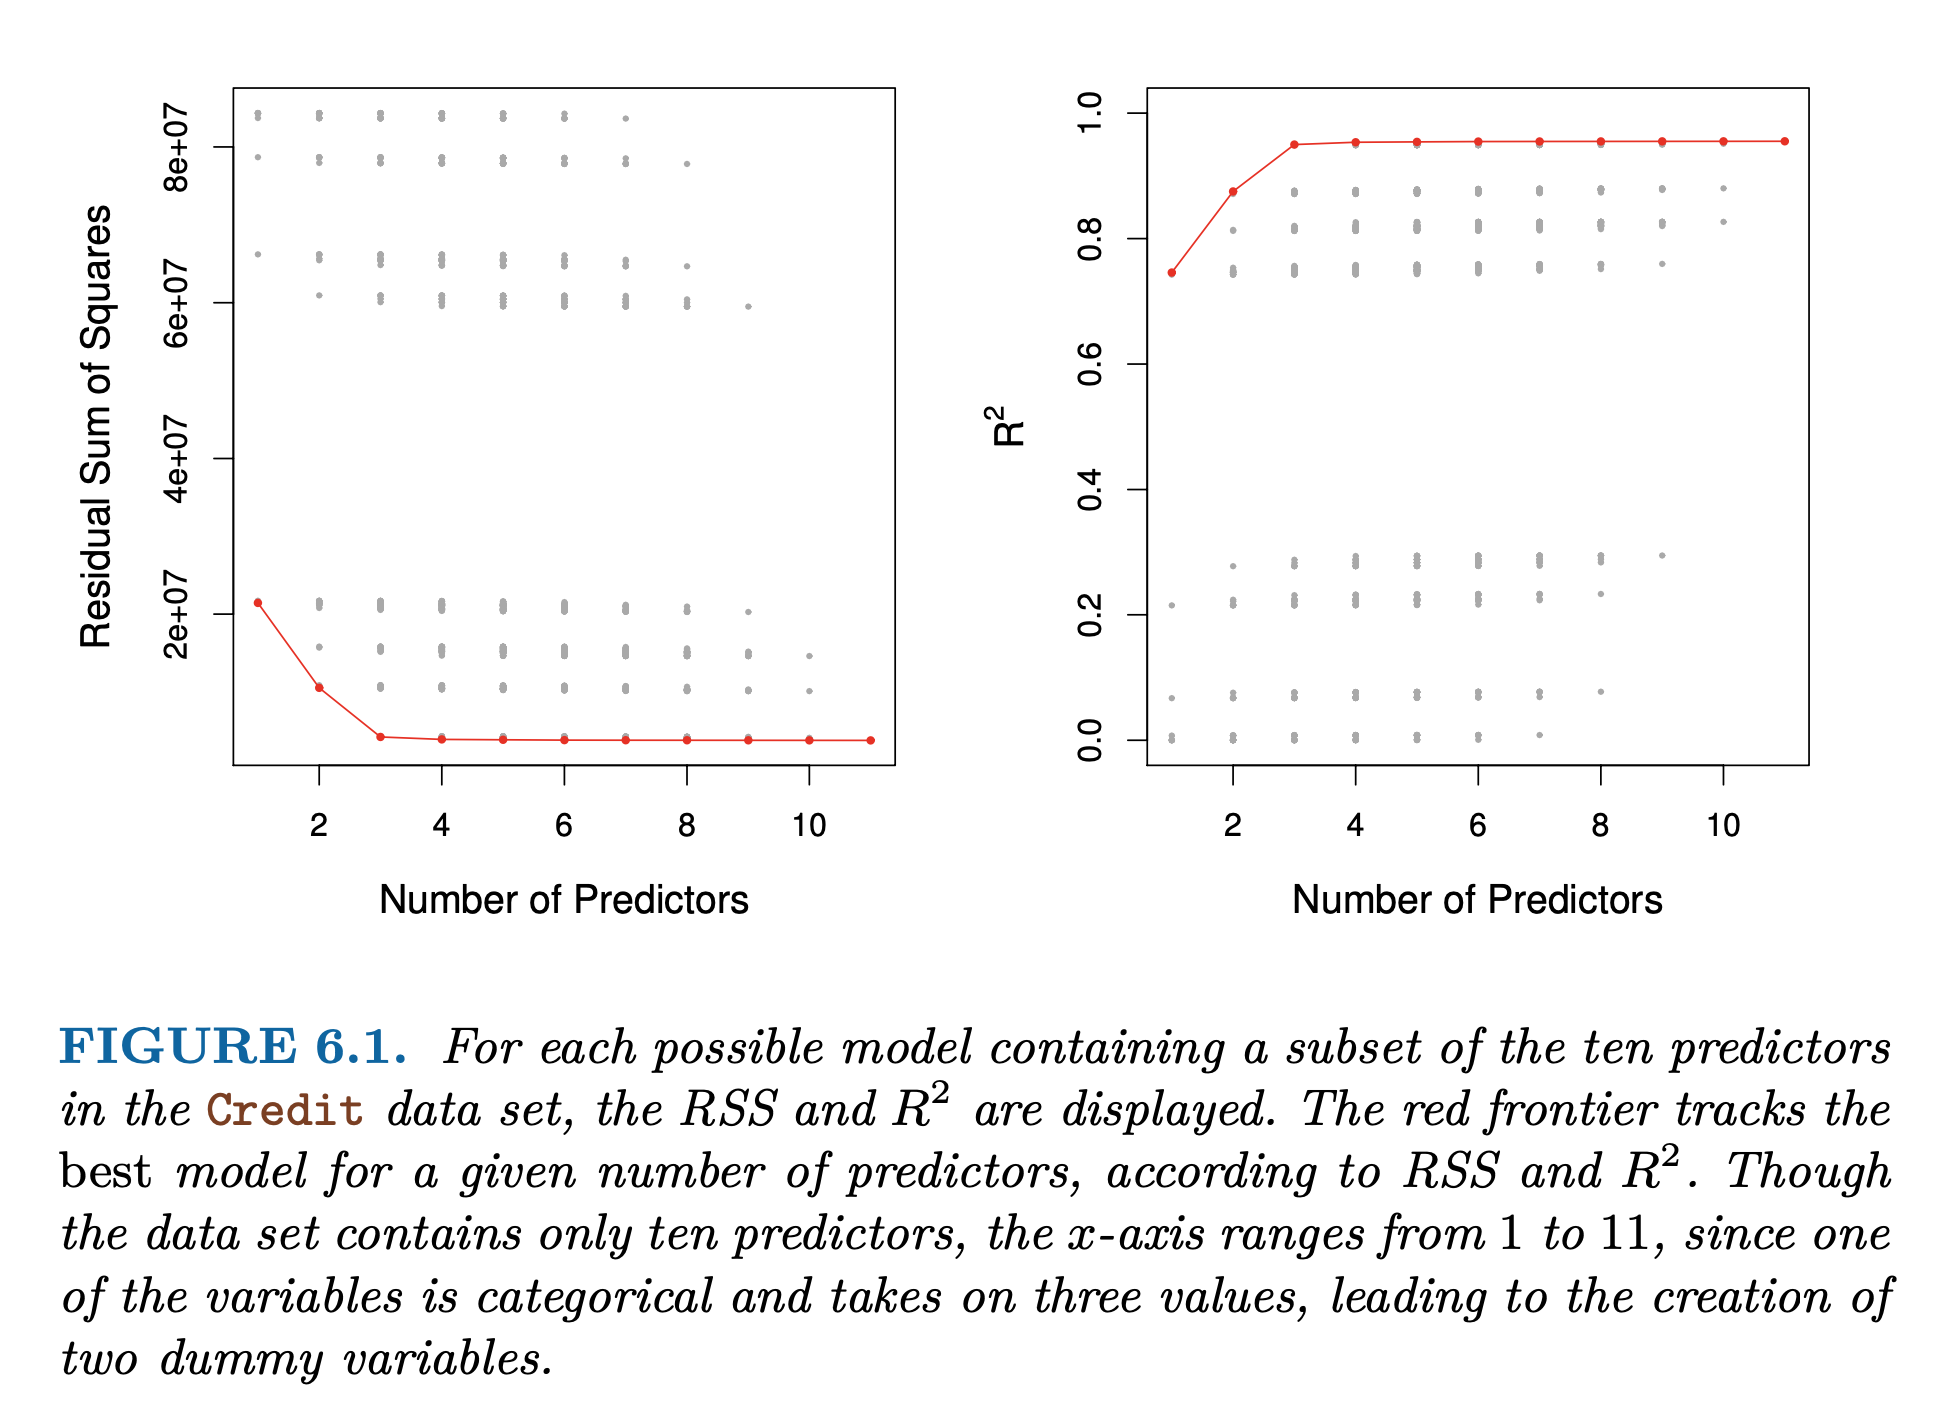 Residual Sum of Squares
8e+07
6e+07
4e+07
2e+07
2 4 6 8 10
Number of Predictors
R²
1.0
0.8
0.6
0.4
0.2
0.0
2 4 6 8 10
Number of Predictors
FIGURE 6.1. For each possible model containing a subset of the ten predictors
in the Credit data set, the RSS and R² are displayed. The red frontier tracks the
best model for a given number of predictors, according to RSS and R². Though
the data set contains only ten predictors, the x-axis ranges from 1 to 11, since one
of the variables is categorical and takes on three values, leading to the creation of
two dummy variables.